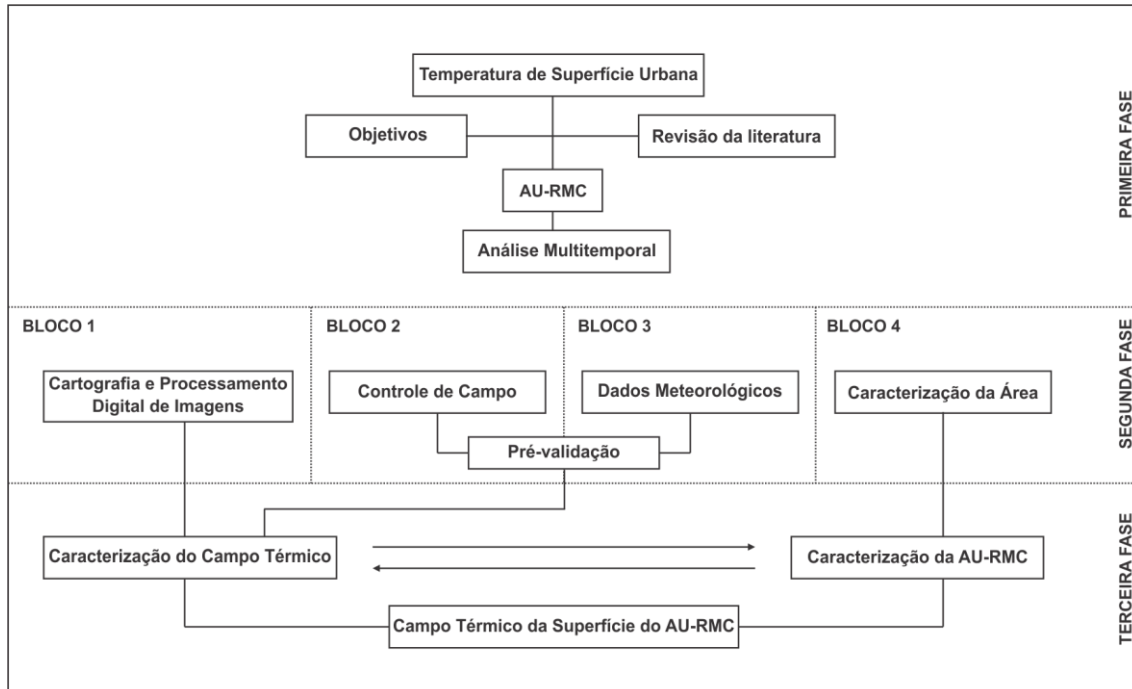 Temperatura de Superfície Urbana
Objetivos
Revisão da literatura
AU-RMC
Análise Multitemporal
PRIMEIRA FASE
BLOCO 1
BLOCO 2
BLOCO 3
BLOCO 4
Cartografia e Processamento
Digital de Imagens
Controle de Campo
Dados Meteorológicos
Caracterização da Área
Pré-validação
SEGUNDA FASE
Caracterização do Campo Térmico
Caracterização da AU-RMC
Campo Térmico da Superfície do AU-RMC
TERCEIRA FASE